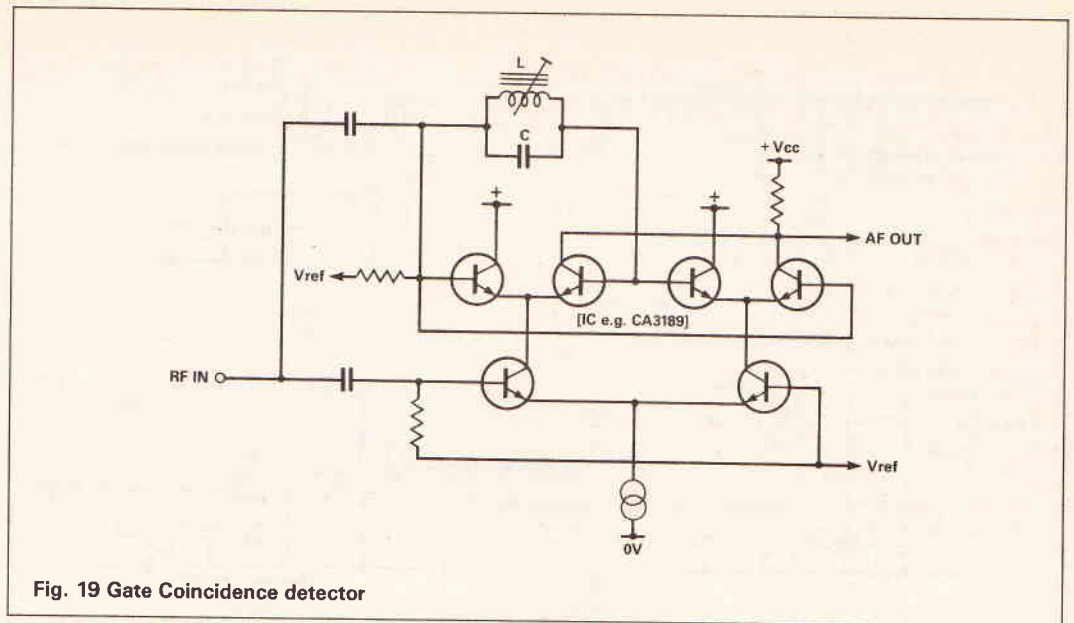 L
C
+ Vcc
+
+
AF OUT
Vref
[IC e.g. CA3189]
RF IN
Vref
0V
Fig. 19 Gate Coincidence detector